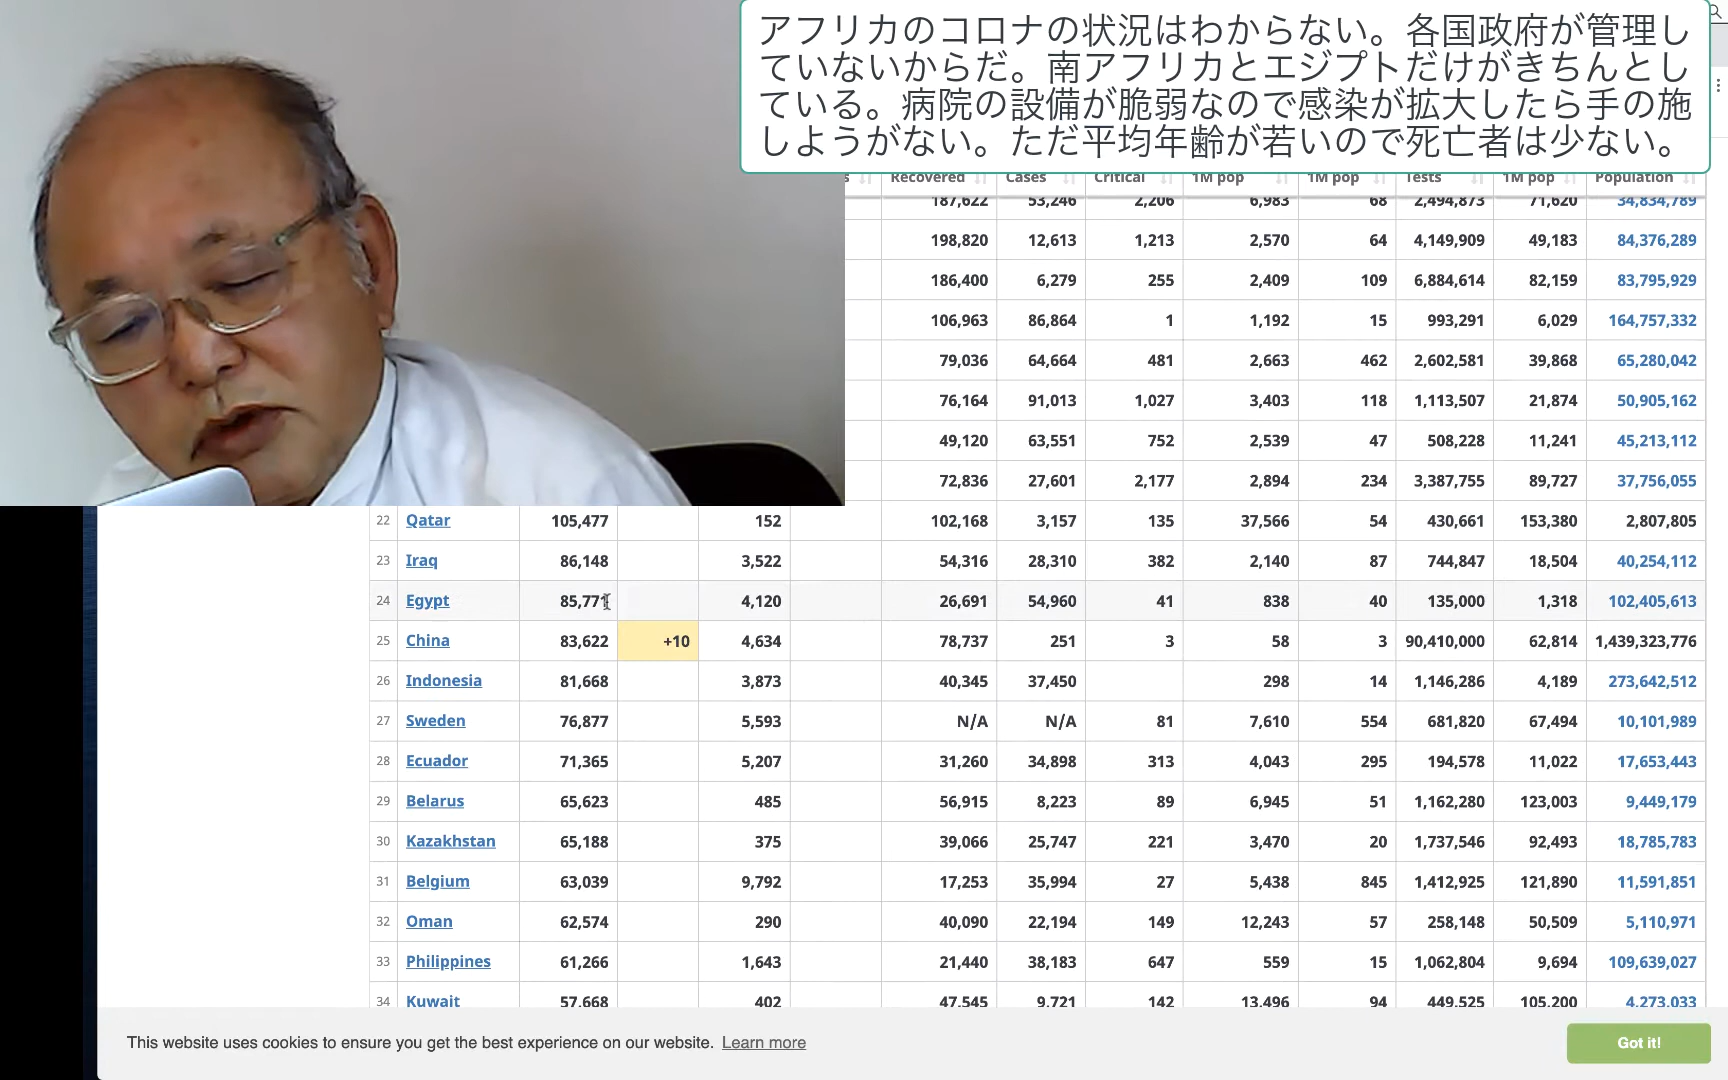 アフリカのコロナの状況はわからない。各国政府が管理し
ていないからだ。南アフリカとエジプトだけがきちんとし
ている。病院の設備が脆弱なので感染が拡大したら手の施
しようがない。ただ平均年齢が若いので死亡者は少ない。
Recovered Cases Critical 1M pop 1M pop Tests 1M pop Population
187,622 53,246 2,206 6,983 68 2,494,873 71,620 34,834,789
198,820 12,613 1,213 2,570 64 4,149,909 49,183 84,376,289
186,400 6,279 255 2,409 109 6,884,614 82,159 83,795,929
106,963 86,864 1 1,192 15 993,291 6,029 164,757,332
79,036 64,664 481 2,663 462 2,602,581 39,868 65,280,042
76,164 91,013 1,027 3,403 118 1,113,507 21,874 50,905,162
49,120 63,551 752 2,539 47 508,228 11,241 45,213,112
72,836 27,601 2,177 2,894 234 3,387,755 89,727 37,756,055
22 Qatar 105,477 152 102,168 3,157 135 37,566 54 430,661 153,380 2,807,805
23 Iraq 86,148 3,522 54,316 28,310 382 2,140 87 744,847 18,504 40,254,112
24 Egypt 85,771 4,120 26,691 54,960 41 838 40 135,000 1,318 102,405,613
25 China 83,622 +10 4,634 78,737 251 3 58 3 90,410,000 62,814 1,439,323,776
26 Indonesia 81,668 3,873 40,345 37,450 298 14 1,146,286 4,189 273,642,512
27 Sweden 76,877 5,593 N/A N/A 81 7,610 554 681,820 67,494 10,101,989
28 Ecuador 71,365 5,207 31,260 34,898 313 4,043 295 194,578 11,022 17,653,443
29 Belarus 65,623 485 56,915 8,223 89 6,945 51 1,162,280 123,003 9,449,179
30 Kazakhstan 65,188 375 39,066 25,747 221 3,470 20 1,737,546 92,493 18,785,783
31 Belgium 63,039 9,792 17,253 35,994 27 5,438 845 1,412,925 121,890 11,591,851
32 Oman 62,574 290 40,090 22,194 149 12,243 57 258,148 50,509 5,110,971
33 Philippines 61,266 1,643 21,440 38,183 647 559 15 1,062,804 9,694 109,639,027
34 Kuwait 57,668 402 47,545 9,721 142 13,496 94 449,525 105,200 4,273,033
This website uses cookies to ensure you get the best experience on our website. Learn more
Got it!